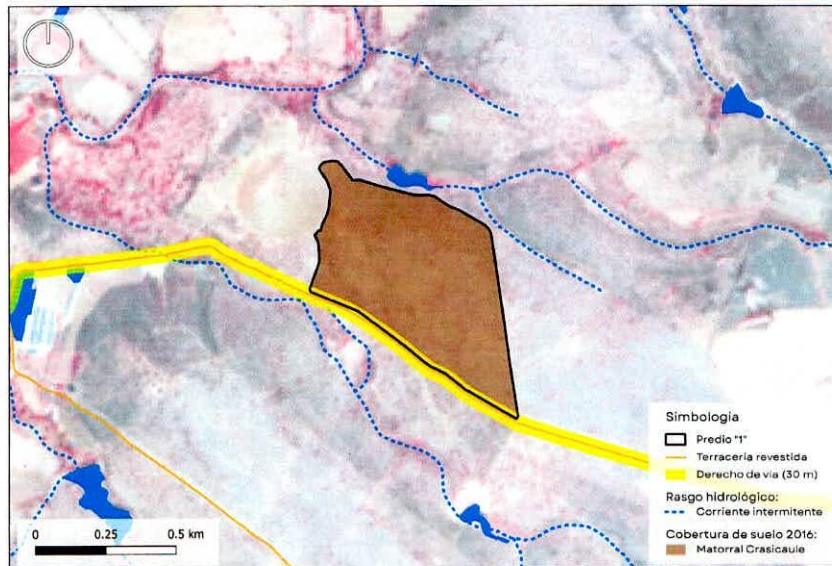 Simbología
Predio "1"
Terracería revestida
Derecho de vía (30 m)
Rasgo hidrológico:
Corriente intermitente
Cobertura de suelo 2016:
Matorral Crasicaule
0 0.25 0.5 km